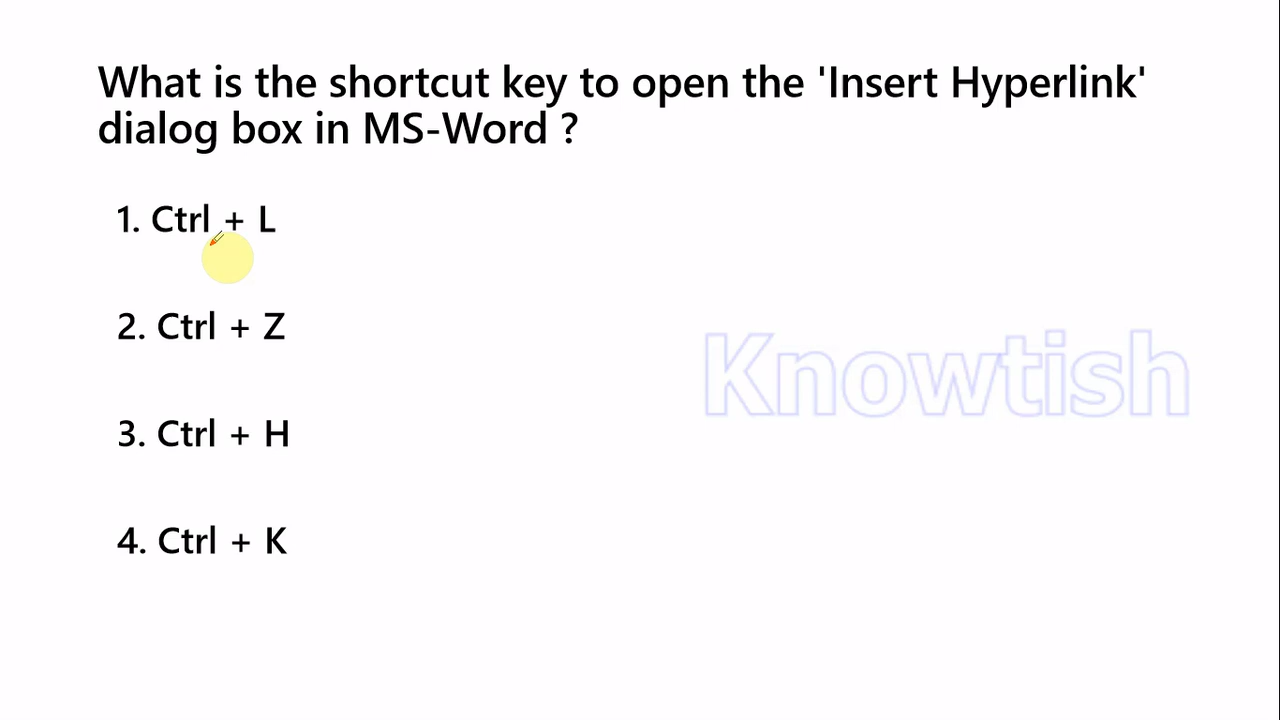 What is the shortcut key to open the 'Insert Hyperlink'
dialog box in MS-Word ?
1. Ctrl + L
2. Ctrl + Z
Knowtish
3. Ctrl + H
4. Ctrl + K